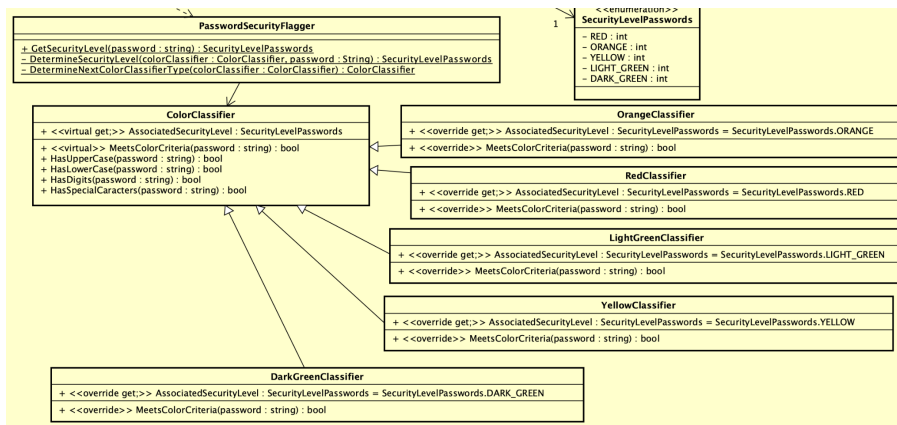 PasswordSecurityFlagger
+ GetSecurityLevel(password : string) : SecurityLevelPasswords
- DetermineSecurityLevel(colorClassifier : ColorClassifier, password : String) : SecurityLevelPasswords
- DetermineNextColorClassifierType(colorClassifier : ColorClassifier) : ColorClassifier
1
<<enumeration>>
SecurityLevelPasswords
- RED : int
- ORANGE : int
- YELLOW : int
- LIGHT_GREEN : int
- DARK_GREEN : int
ColorClassifier
+ <<virtual get;>> AssociatedSecurityLevel : SecurityLevelPasswords
+ <<virtual>> MeetsColorCriteria(password : string) : bool
+ HasUpperCase(password : string) : bool
+ HasLowerCase(password : string) : bool
+ HasDigits(password : string) : bool
+ HasSpecialCaracters(password : string) : bool
OrangeClassifier
+ <<override get;>> AssociatedSecurityLevel : SecurityLevelPasswords = SecurityLevelPasswords.ORANGE
+ <<override>> MeetsColorCriteria(password : string) : bool
RedClassifier
+ <<override get;>> AssociatedSecurityLevel : SecurityLevelPasswords = SecurityLevelPasswords.RED
+ <<override>> MeetsColorCriteria(password : string) : bool
LightGreenClassifier
+ <<override get;>> AssociatedSecurityLevel : SecurityLevelPasswords = SecurityLevelPasswords.LIGHT_GREEN
+ <<override>> MeetsColorCriteria(password : string) : bool
YellowClassifier
+ <<override get;>> AssociatedSecurityLevel : SecurityLevelPasswords = SecurityLevelPasswords.YELLOW
+ <<override>> MeetsColorCriteria(password : string) : bool
DarkGreenClassifier
+ <<override get;>> AssociatedSecurityLevel : SecurityLevelPasswords = SecurityLevelPasswords.DARK_GREEN
+ <<override>> MeetsColorCriteria(password : string) : bool